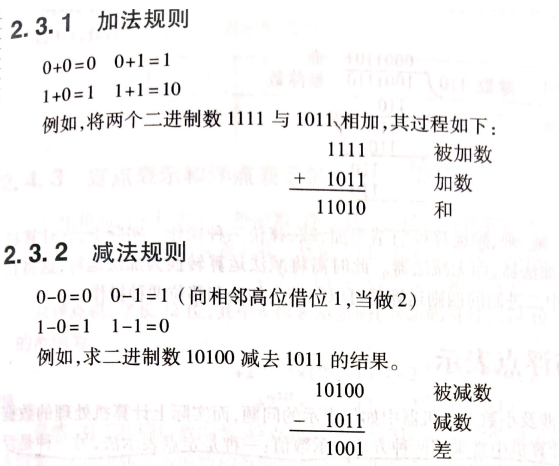 2.3.1 加法规则
0+0=0 0+1=1
1+0=1 1+1=10
例如,将两个二进制数 1111 与 1011、相加,其过程如下:
1111 被加数
+ 1011 加数
11010 和
2.3.2 减法规则
0-0=0 0-1=1(向相邻高位借位1,当做2)
1-0=1 1-1=0
例如,求二进制数 10100 减去 1011 的结果。
10100 被减数
- 1011 减数
1001 差